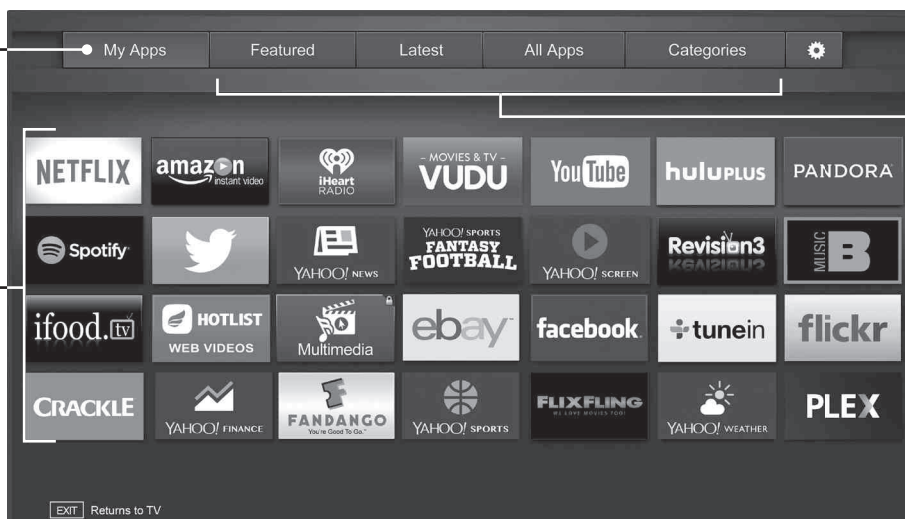 My Apps Featured Latest All Apps Categories
NETFLIX
amazon
instant video
iHeart
RADIO
– MOVIES & TV –
VUDU
YouTube
huluPLUS
PANDORA
Spotify
YAHOO! NEWS
YAHOO! SPORTS
FANTASY
FOOTBALL
YAHOO! SCREEN
Revision3
MUSIC B
ifood.tv
HOTLIST
WEB VIDEOS
Multimedia
ebay
facebook.
tunein
flickr
CRACKLE
YAHOO! FINANCE
FANDANGO
You're Good To Go.
YAHOO! SPORTS
FLIXFLING
WE LOVE MOVIES TOO!
YAHOO! WEATHER
PLEX
EXIT Returns to TV